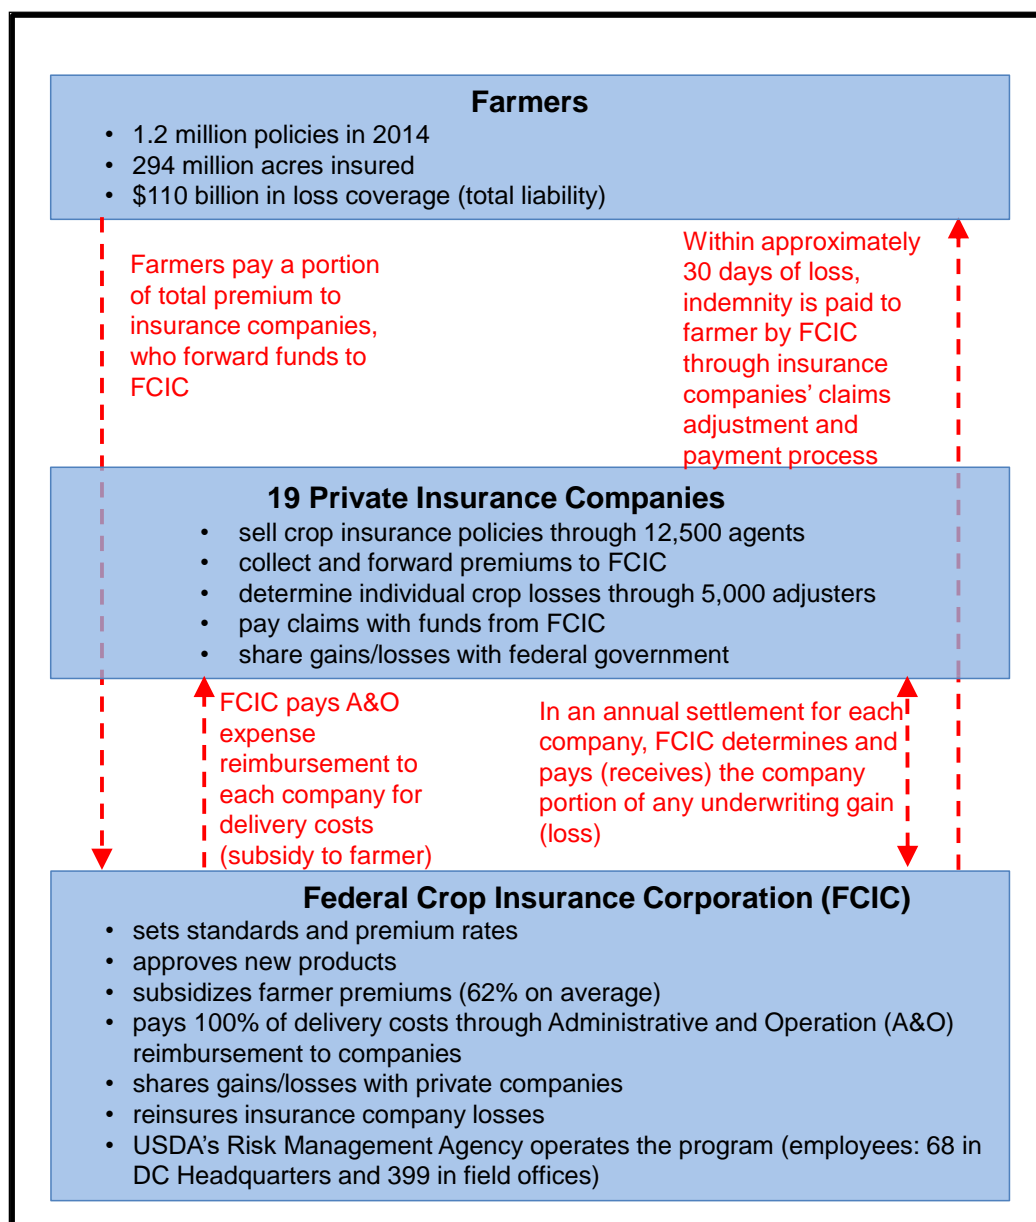 Farmers
• 1.2 million policies in 2014
• 294 million acres insured
• $110 billion in loss coverage (total liability)
Farmers pay a portion
of total premium to
insurance companies,
who forward funds to
FCIC
Within approximately
30 days of loss,
indemnity is paid to
farmer by FCIC
through insurance
companies’ claims
adjustment and
payment process
19 Private Insurance Companies
• sell crop insurance policies through 12,500 agents
• collect and forward premiums to FCIC
• determine individual crop losses through 5,000 adjusters
• pay claims with funds from FCIC
• share gains/losses with federal government
FCIC pays A&O
expense
reimbursement to
each company for
delivery costs
(subsidy to farmer)
In an annual settlement for each
company, FCIC determines and
pays (receives) the company
portion of any underwriting gain
(loss)
Federal Crop Insurance Corporation (FCIC)
• sets standards and premium rates
• approves new products
• subsidizes farmer premiums (62% on average)
• pays 100% of delivery costs through Administrative and Operation (A&O)
reimbursement to companies
• shares gains/losses with private companies
• reinsures insurance company losses
• USDA’s Risk Management Agency operates the program (employees: 68 in
DC Headquarters and 399 in field offices)